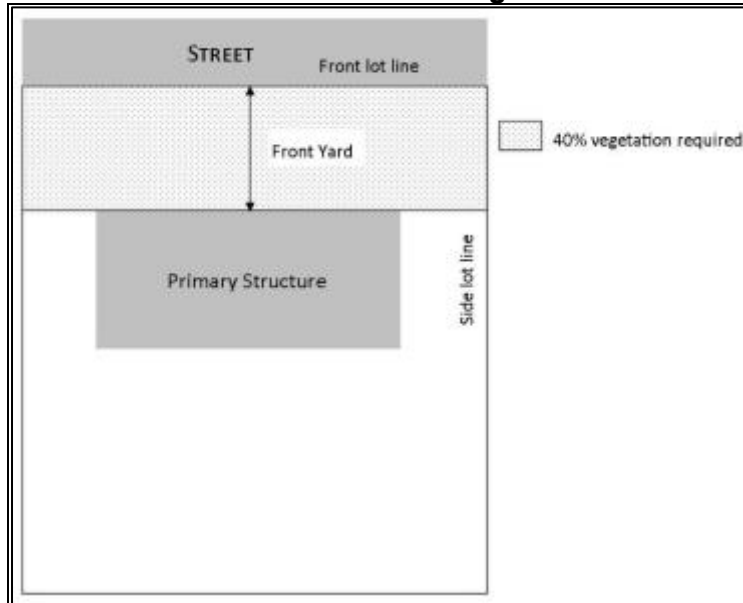 STREET
Front lot line
Front Yard
40% vegetation required
Primary Structure
Side lot line